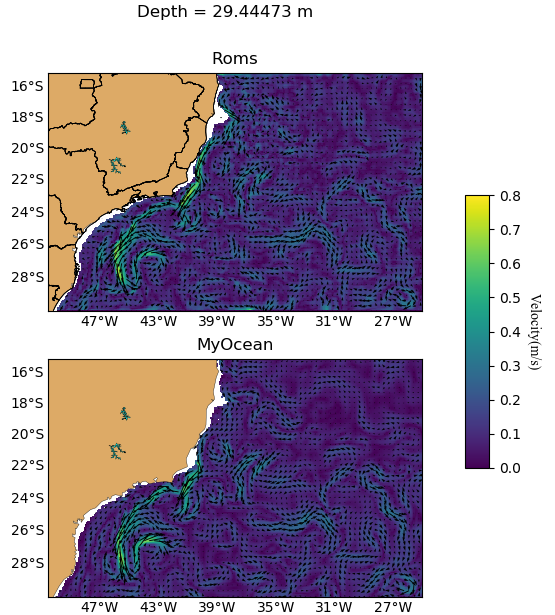 Depth = 29.44473 m
Roms
16°S
18°S
20°S
22°S
24°S
26°S
28°S
47°W 43°W 39°W 35°W 31°W 27°W
MyOcean
16°S
18°S
20°S
22°S
24°S
26°S
28°S
47°W 43°W 39°W 35°W 31°W 27°W
0.8
0.7
0.6
0.5
0.4
0.3
0.2
0.1
0.0
Velocity(m/s)